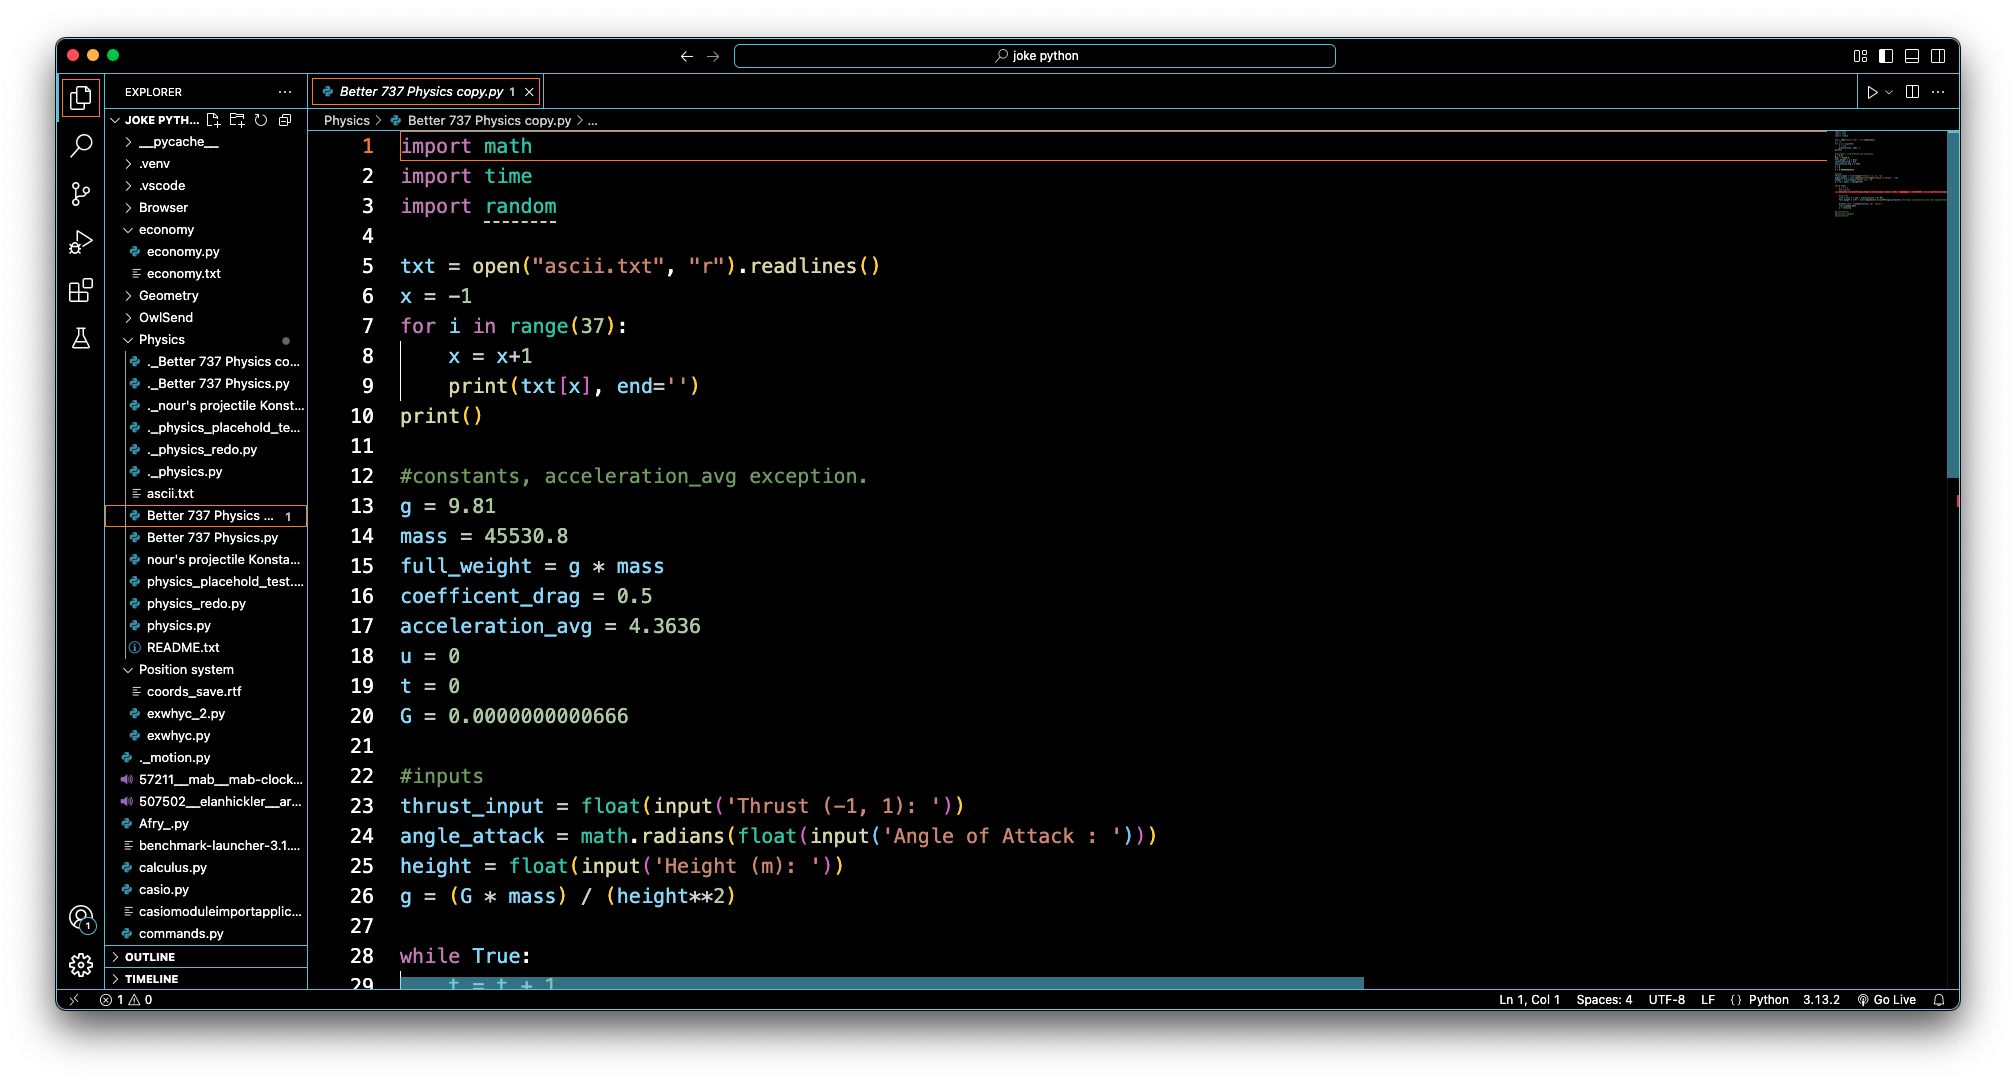 joke python
EXPLORER
Better 737 Physics copy.py 1
JOKE PYTH...
Physics > Better 737 Physics copy.py > ...
__pycache__
.venv
.vscode
Browser
economy
economy.py
economy.txt
Geometry
OwlSend
Physics
._Better 737 Physics co...
._Better 737 Physics.py
._nour's projectile Konst...
._physics_placehold_te...
._physics_redo.py
._physics.py
ascii.txt
Better 737 Physics ... 1
Better 737 Physics.py
nour's projectile Konsta...
physics_placehold_test....
physics_redo.py
physics.py
README.txt
Position system
coords_save.rtf
exwhyc_2.py
exwhyc.py
._motion.py
57211__mab__mab-clock...
507502__elanhickler__ar...
Afry_.py
benchmark-launcher-3.1....
calculus.py
casio.py
casiomoduleimportapplic...
commands.py
OUTLINE
TIMELINE
1 import math
2 import time
3 import random
4
5 txt = open("ascii.txt", "r").readlines()
6 x = -1
7 for i in range(37):
8     x = x+1
9     print(txt[x], end='')
10 print()
11
12 #constants, acceleration_avg exception.
13 g = 9.81
14 mass = 45530.8
15 full_weight = g * mass
16 coefficent_drag = 0.5
17 acceleration_avg = 4.3636
18 u = 0
19 t = 0
20 G = 0.0000000000666
21
22 #inputs
23 thrust_input = float(input('Thrust (-1, 1): '))
24 angle_attack = math.radians(float(input('Angle of Attack : ')))
25 height = float(input('Height (m): '))
26 g = (G * mass) / (height**2)
27
28 while True:
29     t = t + 1
1
1 0
Ln 1, Col 1 Spaces: 4 UTF-8 LF {} Python 3.13.2 Go Live